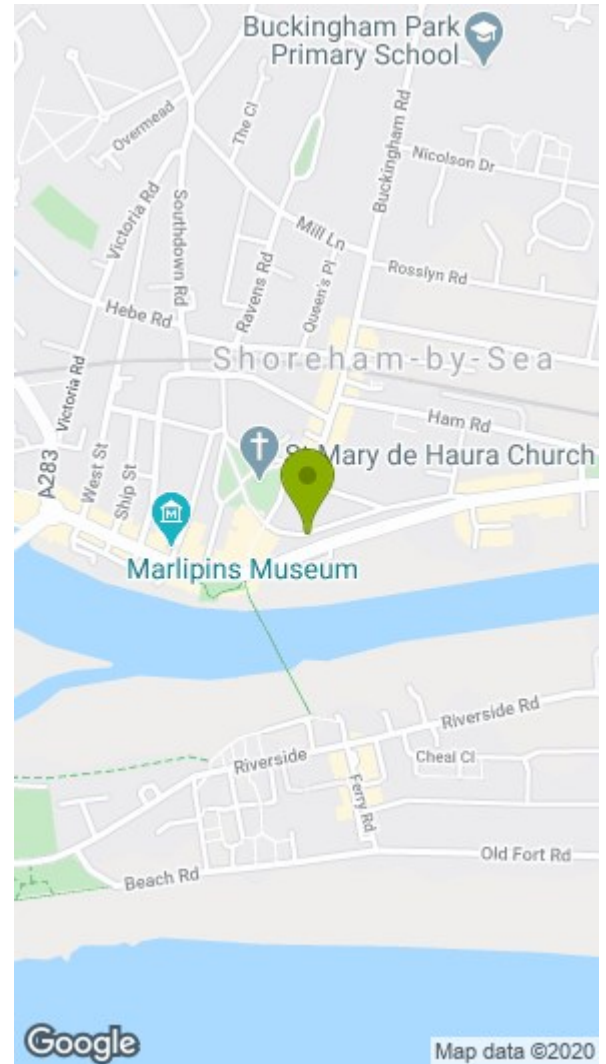 Buckingham Park
Primary School
Overmead
The Cl
Buckingham Rd
Nicolson Dr
Victoria Rd
Southdown Rd
Mill Ln
Ravens Rd
Queen's Pl
Rosslyn Rd
Hebe Rd
Shoreham-by-Sea
Victoria Rd
Ham Rd
A283
West St
Ship St
St Mary de Haura Church
M
Marlipins Museum
Riverside Rd
Riverside
Cheal Cl
Ferry Rd
Old Fort Rd
Beach Rd
Google
Map data ©2020